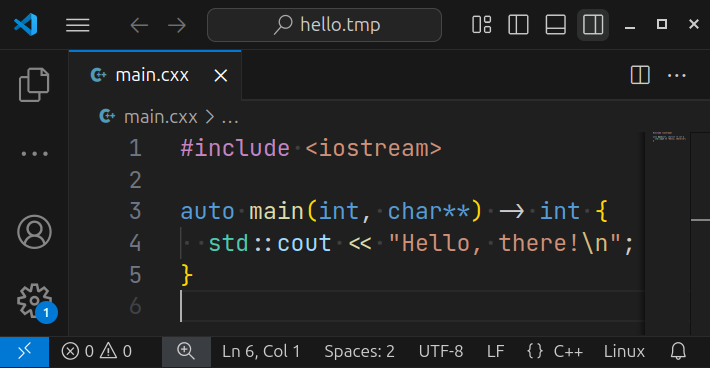 hello.tmp
main.cxx
main.cxx > ...
1 #include <iostream>
2
3 auto main(int, char**) -> int {
4 std::cout << "Hello, there!\n";
5 }
6
1
0 0 Ln 6, Col 1 Spaces: 2 UTF-8 LF {} C++ Linux